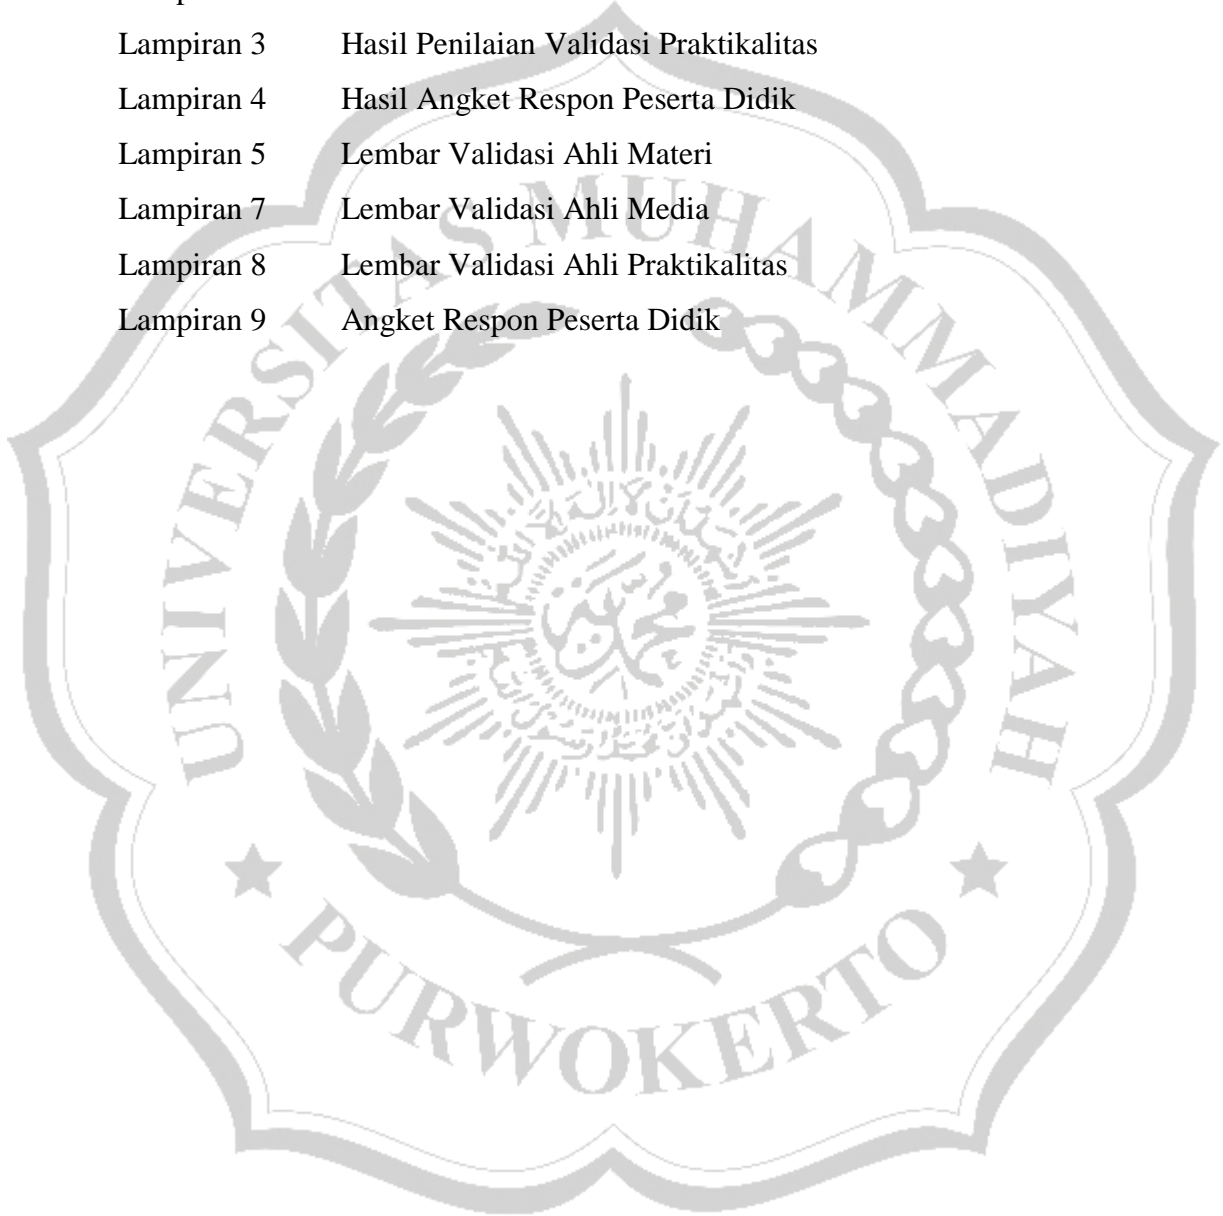 Lampiran 3 Hasil Penilaian Validasi Praktikalitas
Lampiran 4 Hasil Angket Respon Peserta Didik
Lampiran 5 Lembar Validasi Ahli Materi
Lampiran 7 Lembar Validasi Ahli Media
Lampiran 8 Lembar Validasi Ahli Praktikalitas
Lampiran 9 Angket Respon Peserta Didik
UNIVERSITAS MUHAMMADIYAH
PURWOKERTO